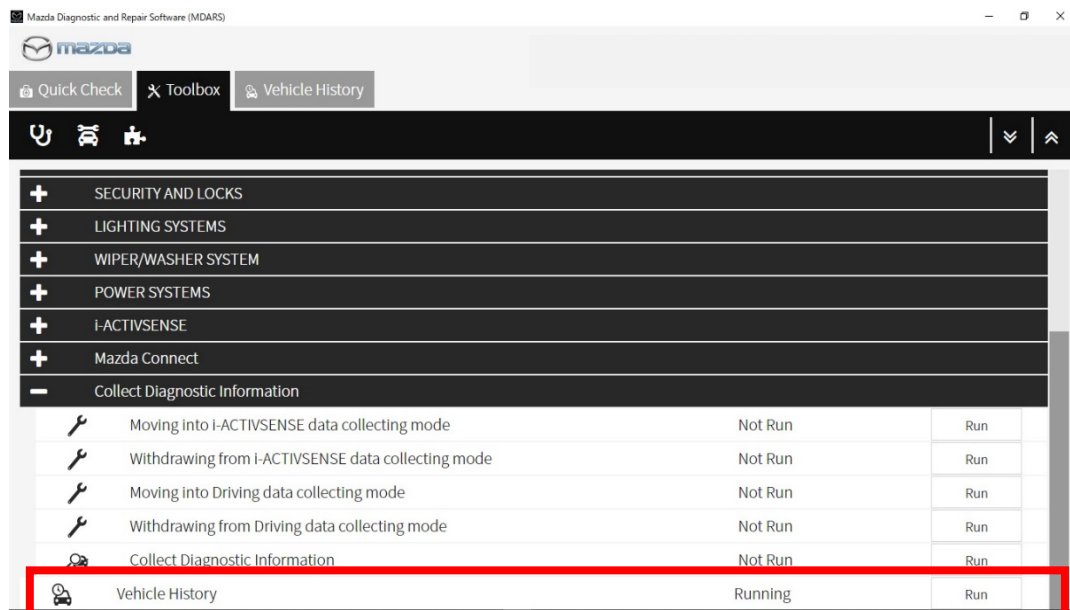 Mazda Diagnostic and Repair Software (MDARS)
mazda
Quick Check Toolbox Vehicle History
SECURITY AND LOCKS
LIGHTING SYSTEMS
WIPER/WASHER SYSTEM
POWER SYSTEMS
i-ACTIVSENSE
Mazda Connect
Collect Diagnostic Information
Moving into i-ACTIVSENSE data collecting mode Not Run Run
Withdrawing from i-ACTIVSENSE data collecting mode Not Run Run
Moving into Driving data collecting mode Not Run Run
Withdrawing from Driving data collecting mode Not Run Run
Collect Diagnostic Information Not Run Run
Vehicle History Running Run